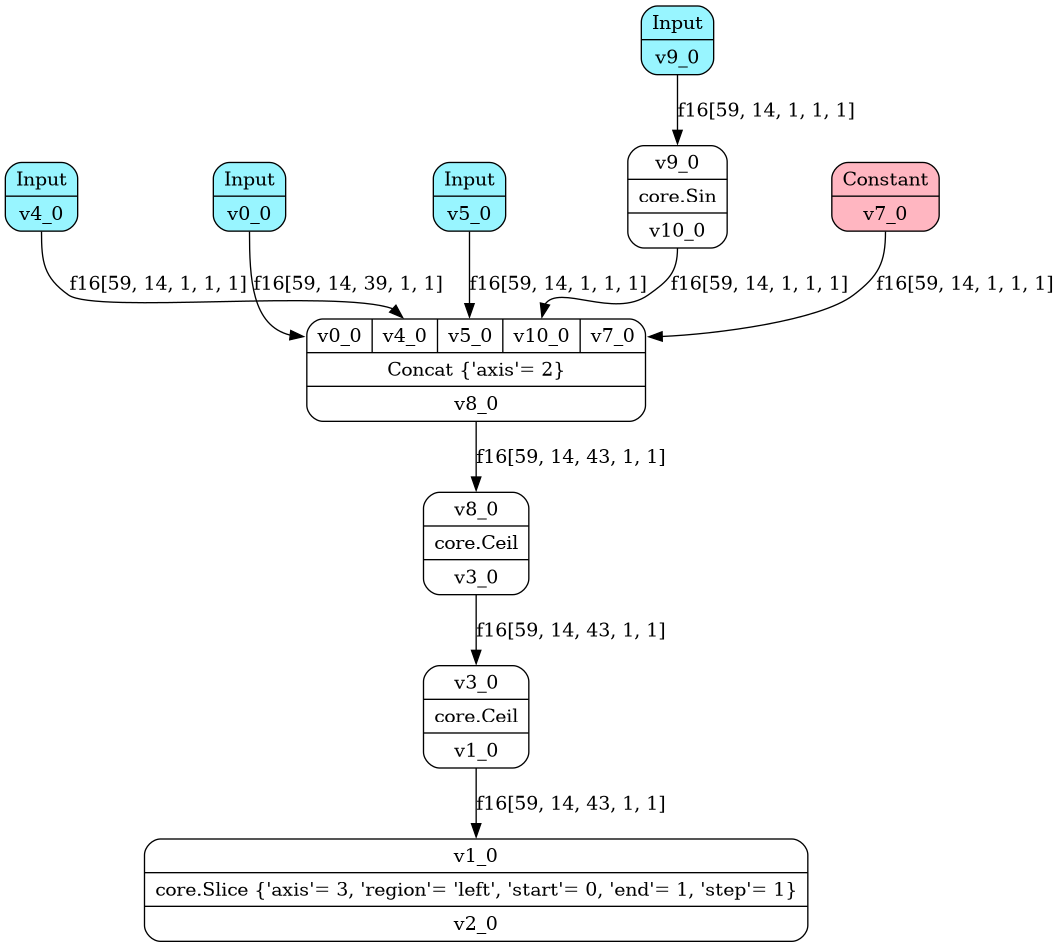 Input
v9_0
f16[59, 14, 1, 1, 1]
Input
v4_0
Input
v0_0
Input
v5_0
v9_0
core.Sin
v10_0
Constant
v7_0
f16[59, 14, 1, 1, 1]
f16[59, 14, 39, 1, 1]
f16[59, 14, 1, 1, 1]
f16[59, 14, 1, 1, 1]
f16[59, 14, 1, 1, 1]
v0_0 v4_0 v5_0 v10_0 v7_0
Concat {'axis'= 2}
v8_0
f16[59, 14, 43, 1, 1]
v8_0
core.Ceil
v3_0
f16[59, 14, 43, 1, 1]
v3_0
core.Ceil
v1_0
f16[59, 14, 43, 1, 1]
v1_0
core.Slice {'axis'= 3, 'region'= 'left', 'start'= 0, 'end'= 1, 'step'= 1}
v2_0